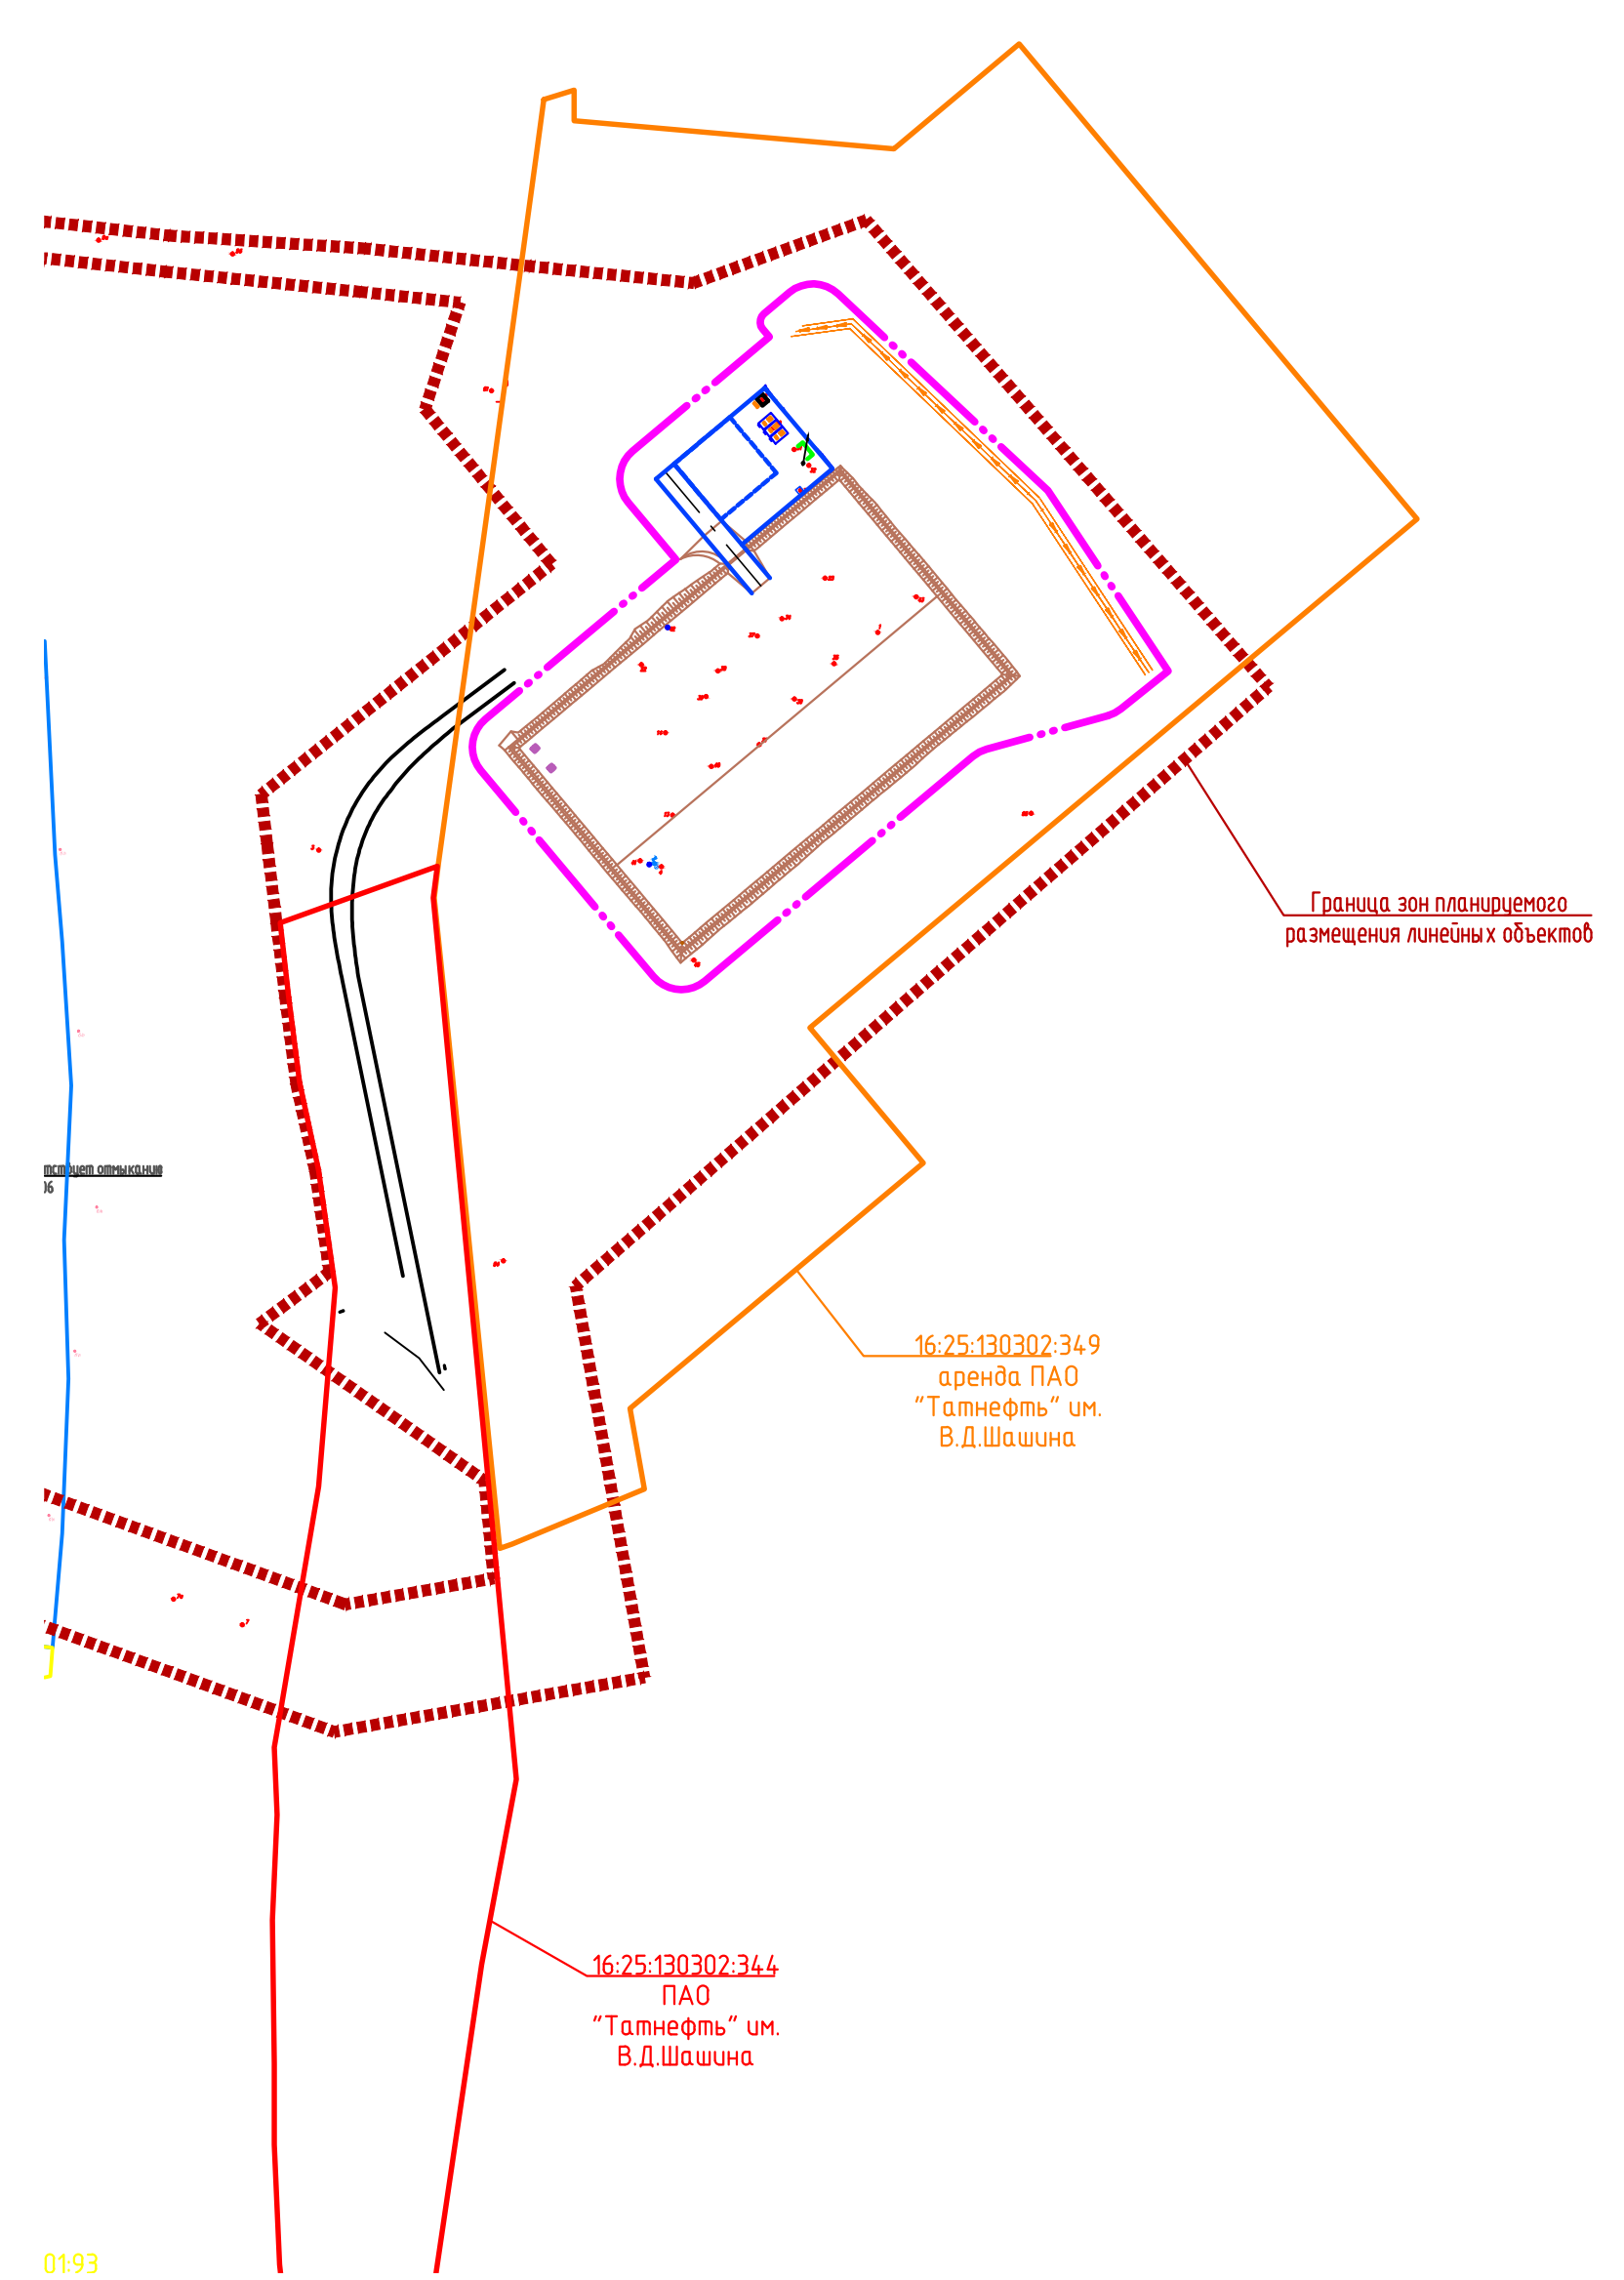 Граница зон планируемого
размещения линейных объектов
отмыкание
16:25:130302:349
аренда ПАО
"Татнефть" им.
В.Д.Шашина
16:25:130302:344
ПАО
"Татнефть" им.
В.Д.Шашина
01:93